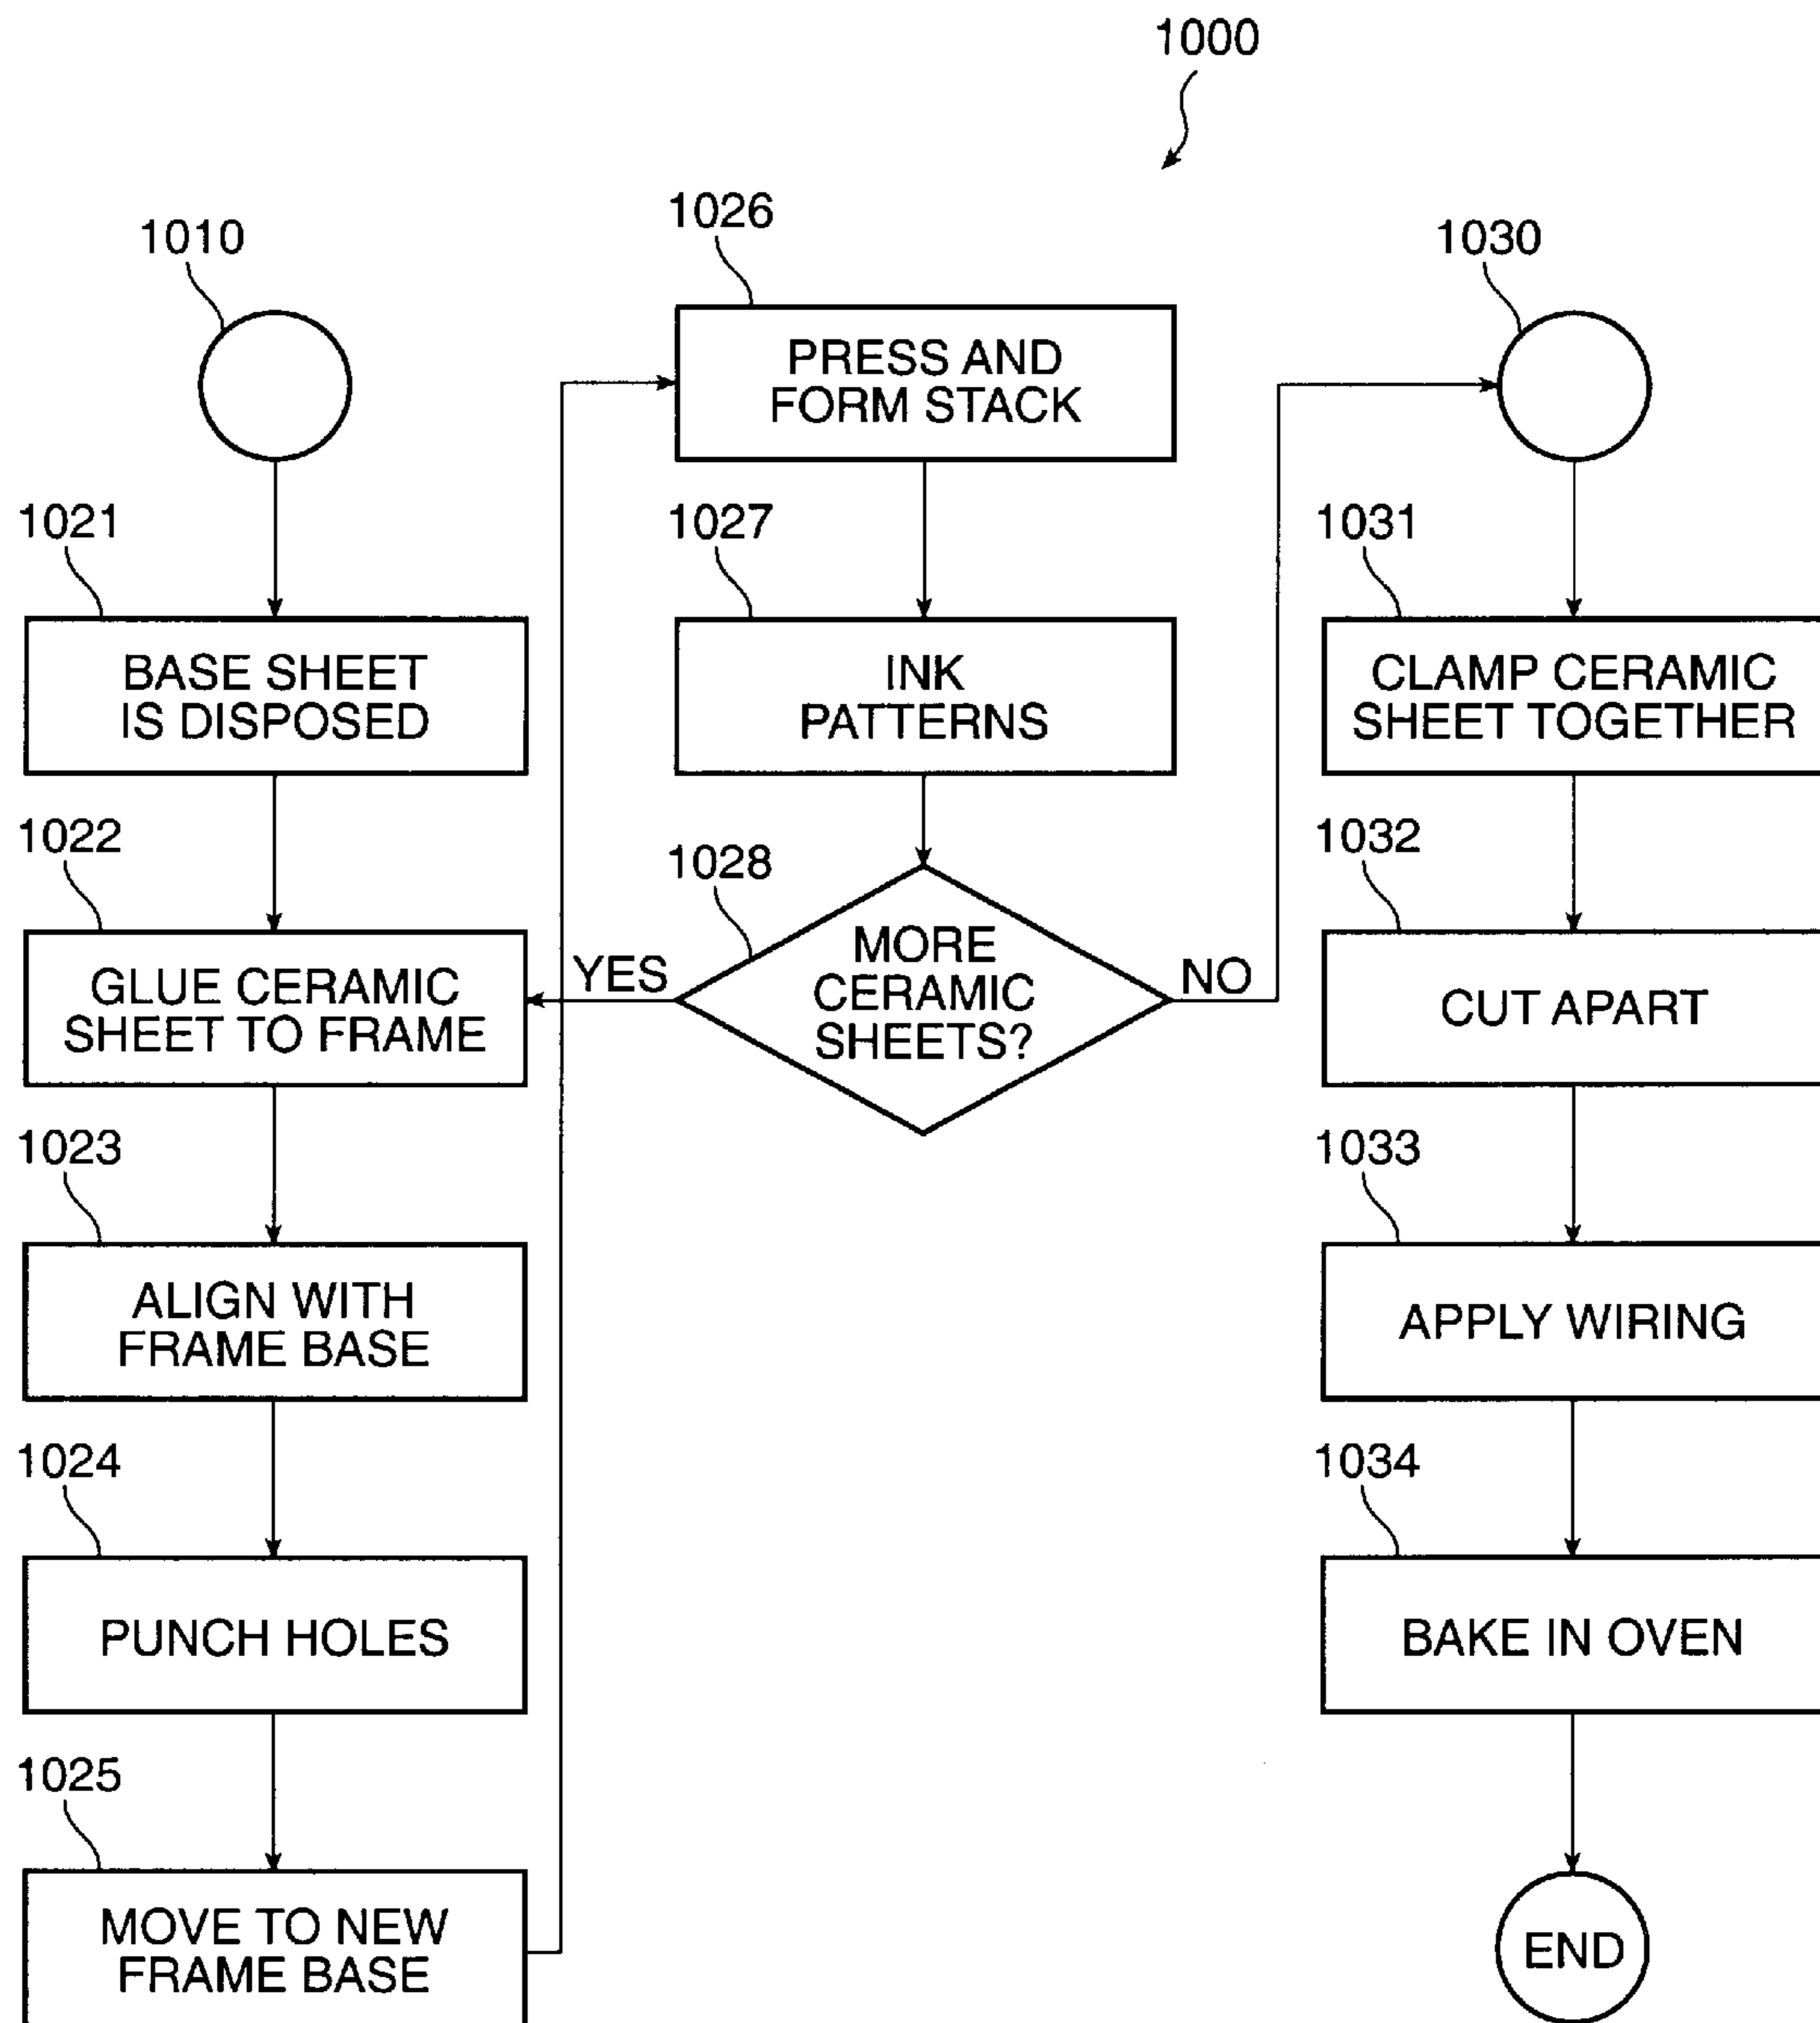 1000
1010
1021
BASE SHEET
IS DISPOSED
1022
GLUE CERAMIC
SHEET TO FRAME
1023
ALIGN WITH
FRAME BASE
1024
PUNCH HOLES
1025
MOVE TO NEW
FRAME BASE
1026
PRESS AND
FORM STACK
1027
INK
PATTERNS
1028
MORE
CERAMIC
SHEETS?
YES
NO
1030
1031
CLAMP CERAMIC
SHEET TOGETHER
1032
CUT APART
1033
APPLY WIRING
1034
BAKE IN OVEN
END